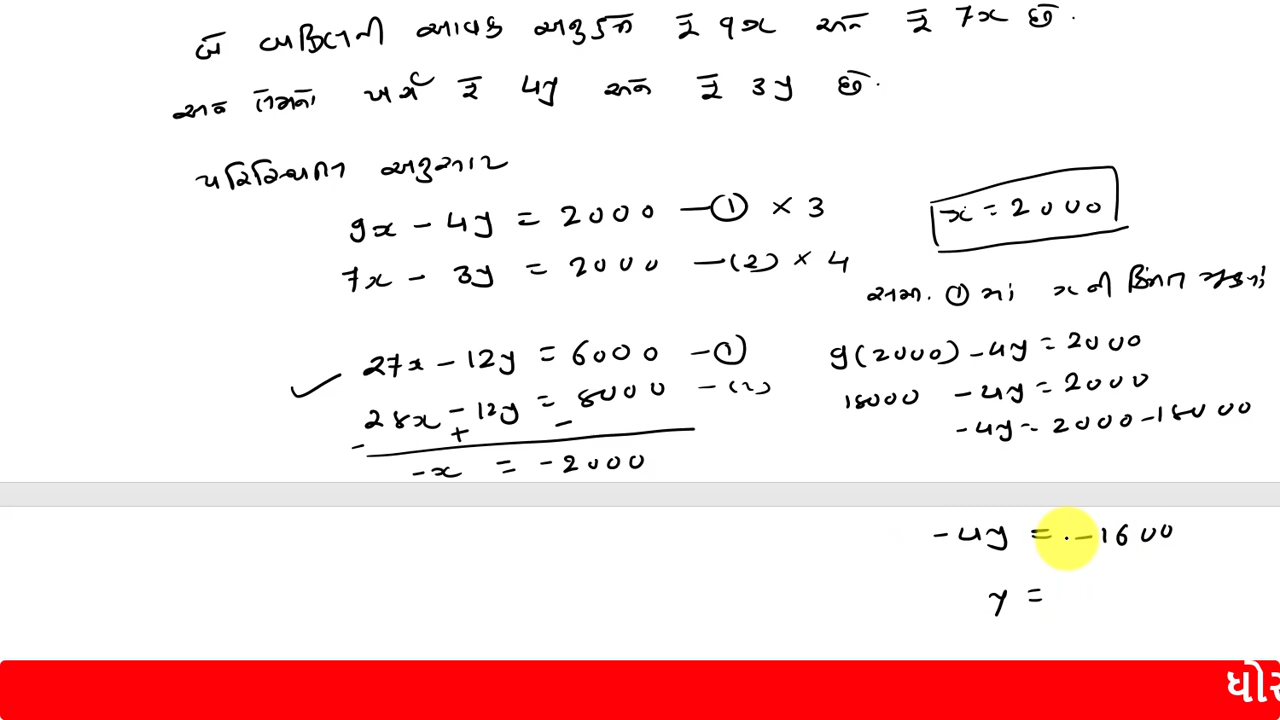 બે વ્યક્તિની આવક અનુક્રમે ₹ 9x અને ₹ 7x છે.
અને તેમના ખર્ચ ₹ 4y અને ₹ 3y છે.
પરિસ્થિતિ અનુસાર
9x - 4y = 2000 —① × 3
7x - 3y = 2000 —(2) × 4
27x - 12y = 6000 —①
28x - 12y = 8000 —(2)
- + -
-x = -2000
x = 2000
સમી. ① માં x ની કિંમત મૂકતાં
9(2000) - 4y = 2000
18000 - 4y = 2000
-4y = 2000 - 18000
-4y = -1600
y =